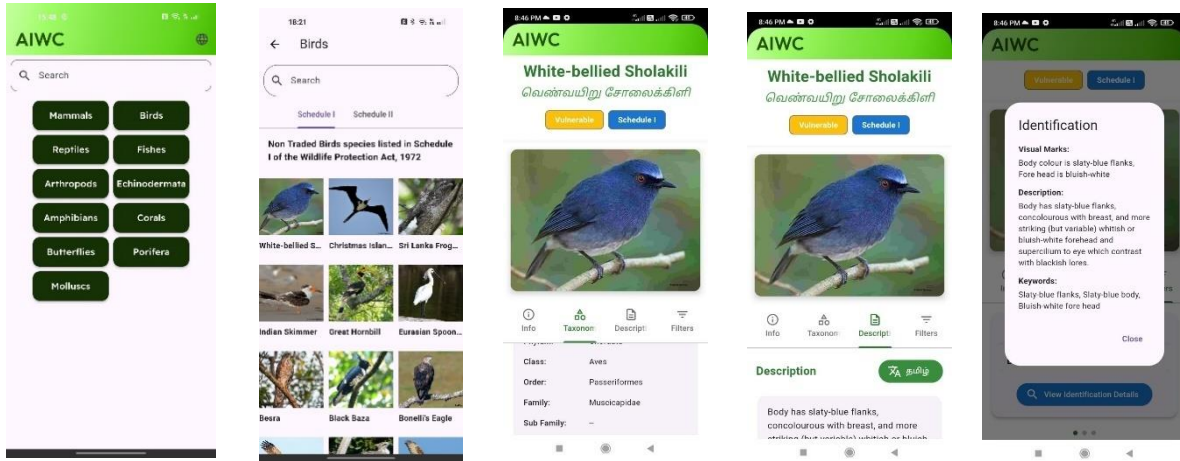 AIWC
Search
Mammals
Birds
Reptiles
Fishes
Arthropods
Echinodermata
Amphibians
Corals
Butterflies
Porifera
Molluscs
18:21
Birds
Search
Schedule I
Schedule II
Non Traded Birds species listed in Schedule
I of the Wildlife Protection Act, 1972
White-bellied S...
Christmas Islan...
Sri Lanka Frog...
Indian Skimmer
Great Hornbill
Eurasian Spoon...
Besra
Black Baza
Bonelli's Eagle
8:46 PM
AIWC
White-bellied Sholakili
வெண்வயிறு சோலைக்கிளி
Vulnerable
Schedule I
Info
Taxonom
Descripti
Filters
Class:
Aves
Order:
Passeriformes
Family:
Muscicapidae
Sub Family:
–
8:46 PM
AIWC
White-bellied Sholakili
வெண்வயிறு சோலைக்கிளி
Vulnerable
Schedule I
Info
Taxonom
Descripti
Filters
Description
தமிழ்
Body has slaty-blue flanks,
concolourous with breast, and more
striking (but variable) whitish or bluish-
8:46 PM
AIWC
Vulnerable
Schedule I
Identification
Visual Marks:
Body colour is slaty-blue flanks,
Fore head is bluish-white
Description:
Body has slaty-blue flanks,
concolourous with breast, and more
striking (but variable) whitish or
bluish-white forehead and
supercilium to eye which contrast
with blackish lores.
Keywords:
Slaty-blue flanks, Slaty-blue body,
Bluish-white fore head
Close
View Identification Details